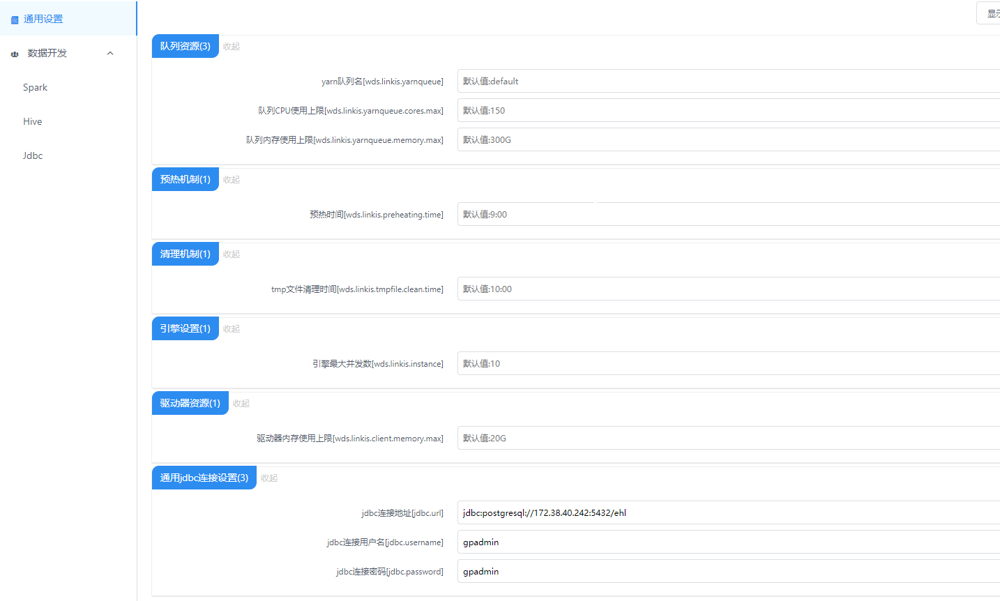 通用设置
数据开发
Spark
Hive
Jdbc
显示
队列资源(3) 收起
yarn队列名[wds.linkis.yarnqueue] 默认值:default
队列CPU使用上限[wds.linkis.yarnqueue.cores.max] 默认值:150
队列内存使用上限[wds.linkis.yarnqueue.memory.max] 默认值:300G
预热机制(1) 收起
预热时间[wds.linkis.preheating.time] 默认值:9:00
清理机制(1) 收起
tmp文件清理时间[wds.linkis.tmpfile.clean.time] 默认值:10:00
引擎设置(1) 收起
引擎最大并发数[wds.linkis.instance] 默认值:10
驱动器资源(1) 收起
驱动器内存使用上限[wds.linkis.client.memory.max] 默认值:20G
通用jdbc连接设置(3) 收起
jdbc连接地址[jdbc.url] jdbc:postgresql://172.38.40.242:5432/ehl
jdbc连接用户名[jdbc.username] gpadmin
jdbc连接密码[jdbc.password] gpadmin